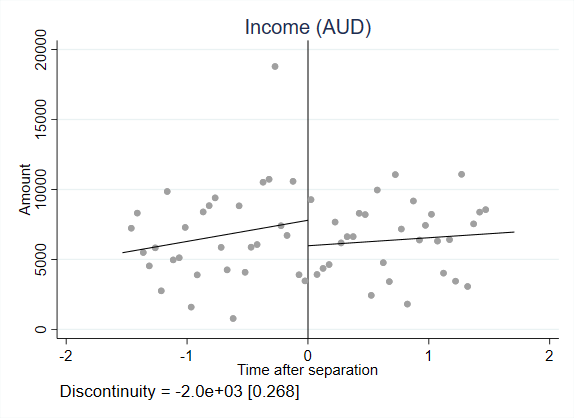 Income (AUD)
20000
15000
10000
5000
0
Amount
-2
-1
0
1
2
Time after separation
Discontinuity = -2.0e+03 [0.268]